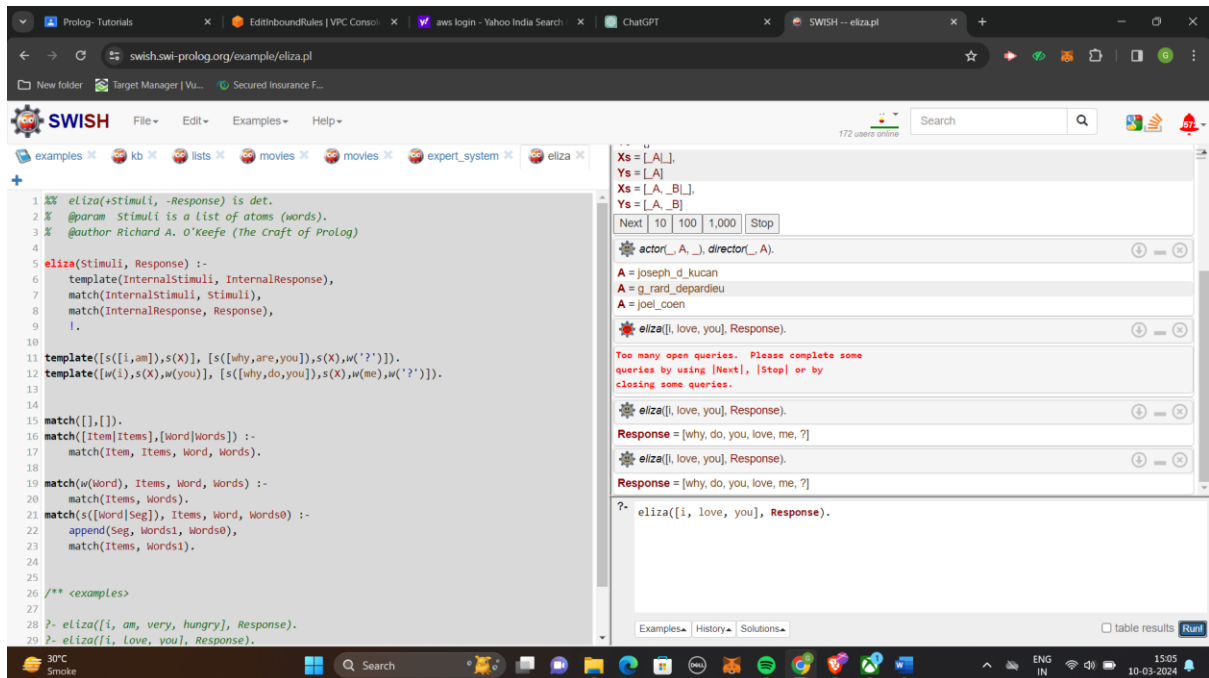 Prolog- Tutorials
EditInboundRules | VPC Consol
aws login - Yahoo India Search
ChatGPT
SWISH -- eliza.pl
swish.swi-prolog.org/example/eliza.pl
G
New folder
Target Manager | Vu...
Secured Insurance F...
SWISH
File
Edit
Examples
Help
172 users online
Search
examples
kb
lists
movies
movies
expert_system
eliza
1 %% eliza(+Stimuli, -Response) is det.
2 % @param Stimuli is a list of atoms (words).
3 % @author Richard A. O'Keefe (The Craft of Prolog)
4
5 eliza(Stimuli, Response) :-
6 template(InternalStimuli, InternalResponse),
7 match(InternalStimuli, Stimuli),
8 match(InternalResponse, Response),
9 !.
10
11 template([s([i,am]),s(X)], [s([why,are,you]),s(X),w('?')]).
12 template([w(i),s(X),w(you)], [s([why,do,you]),s(X),w(me),w('?')]).
13
14
15 match([],[]).
16 match([Item|Items],[Word|Words]) :-
17 match(Item, Items, Word, Words).
18
19 match(w(Word), Items, Word, Words) :-
20 match(Items, Words).
21 match(s([Word|Seg]), Items, Word, Words0) :-
22 append(Seg, Words1, Words0),
23 match(Items, Words1).
24
25
26 /** <examples>
27
28 ?- eliza([i, am, very, hungry], Response).
29 ?- eliza([i, love, you], Response).
Xs = [_A|_],
Ys = [_A]
Xs = [_A, _B|_],
Ys = [_A, _B]
Next 10 100 1,000 Stop
actor(_, A, _), director(_, A).
A = joseph_d_kucan
A = g_rard_depardieu
A = joel_coen
eliza([i, love, you], Response).
Too many open queries. Please complete some
queries by using |Next|, |Stop| or by
closing some queries.
eliza([i, love, you], Response).
Response = [why, do, you, love, me, ?]
eliza([i, love, you], Response).
Response = [why, do, you, love, me, ?]
?- eliza([i, love, you], Response).
Examples
History
Solutions
table results
Run!
30°C
Smoke
Search
DELL
ENG
IN
15:05
10-03-2024